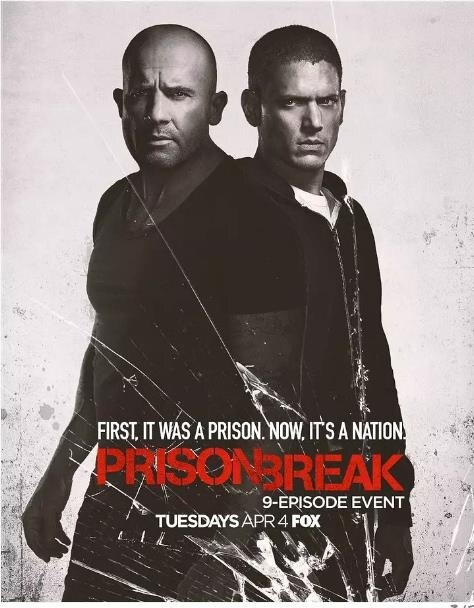 FIRST, IT WAS A PRISON. NOW, IT'S A NATION.
PRISON BREAK
9-EPISODE EVENT
TUESDAYS APR 4 FOX